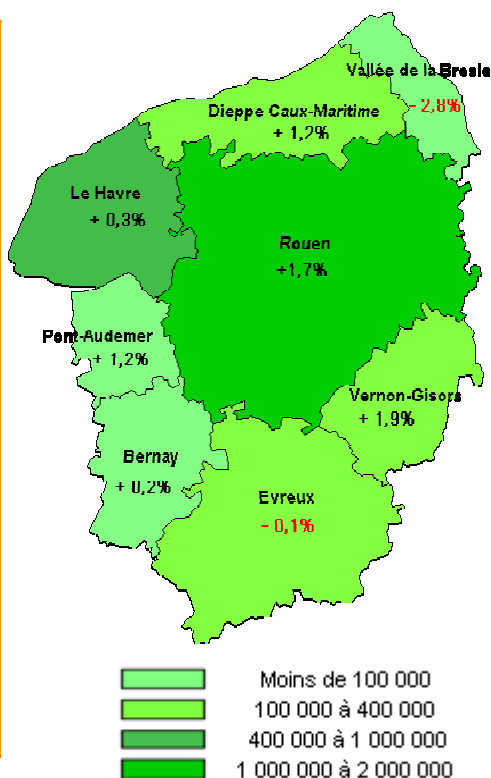 Vallée de la Bresle
- 2,8%
Dieppe Caux-Maritime
+ 1,2%
Le Havre
+ 0,3%
Rouen
+1,7%
Pont-Audemer
+ 1,2%
Vernon-Gisors
+ 1,9%
Bernay
+ 0,2%
Evreux
- 0,1%
Moins de 100 000
100 000 à 400 000
400 000 à 1 000 000
1 000 000 à 2 000 000